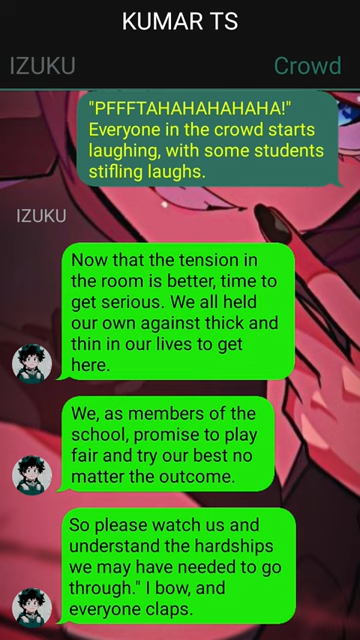 KUMAR TS
IZUKU
Crowd
"PFFFTAHAHAHAHAHA!"
Everyone in the crowd starts
laughing, with some students
stifling laughs.
IZUKU
Now that the tension in
the room is better, time to
get serious. We all held
our own against thick and
thin in our lives to get
here.
We, as members of the
school, promise to play
fair and try our best no
matter the outcome.
So please watch us and
understand the hardships
we may have needed to go
through." I bow, and
everyone claps.